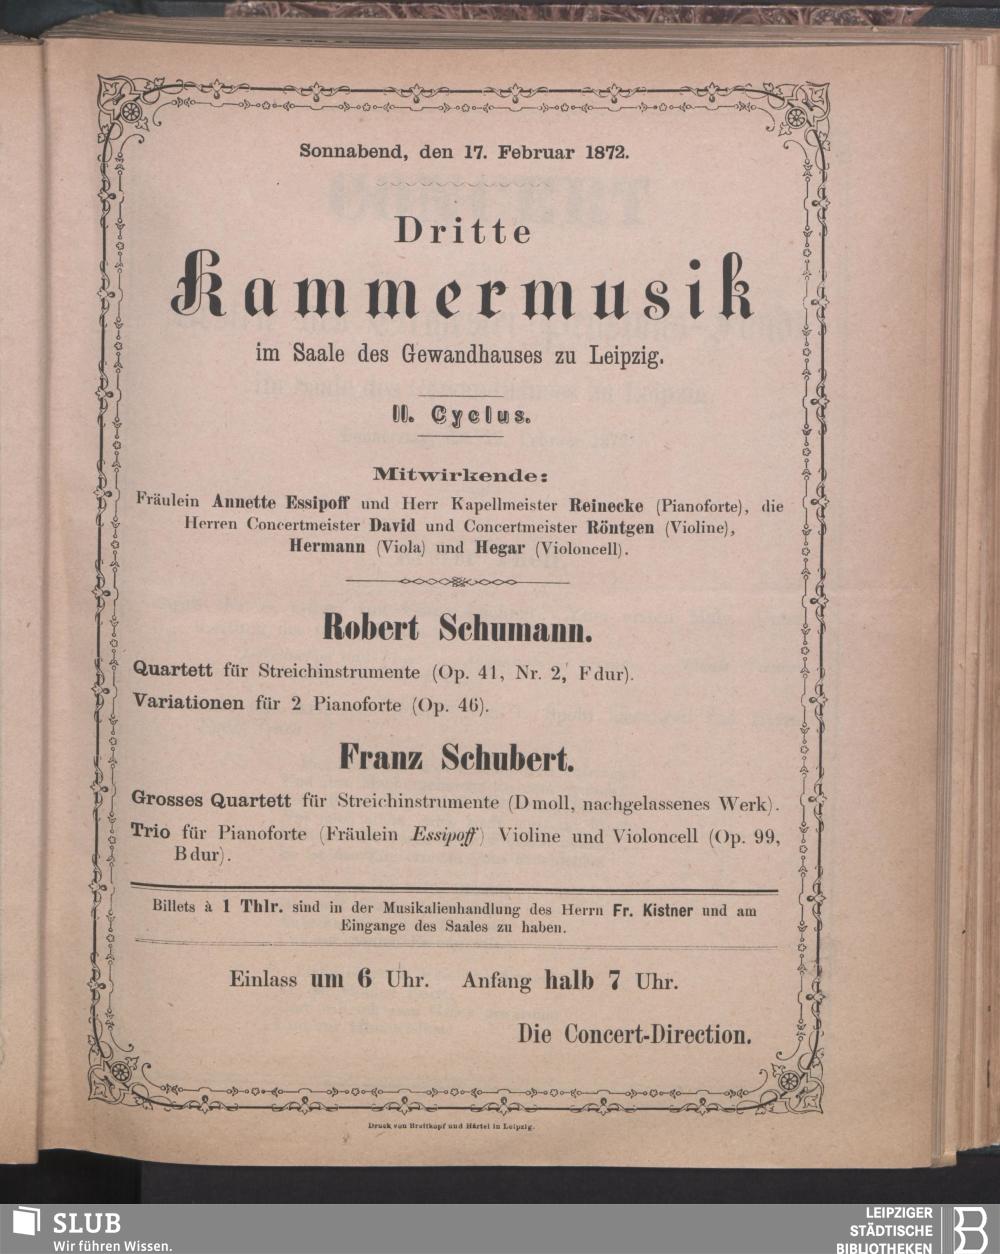 Sonnabend, den 17. Februar 1872.
Dritte
Kammermusik
im Saale des Gewandhauses zu Leipzig.
II. Cyclus.
Mitwirkende:
Fräulein Annette Essipoff und Herr Kapellmeister Reinecke (Pianoforte), die
Herren Concertmeister David und Concertmeister Röntgen (Violine),
Hermann (Viola) und Hegar (Violoncell).
Robert Schumann.
Quartett für Streichinstrumente (Op. 41, Nr. 2, Fdur).
Variationen für 2 Pianoforte (Op. 46).
Franz Schubert.
Grosses Quartett für Streichinstrumente (Dmoll, nachgelassenes Werk).
Trio für Pianoforte (Fräulein Essipoff) Violine und Violoncell (Op. 99,
Bdur).
Billets à 1 Thlr. sind in der Musikalienhandlung des Herrn Fr. Kistner und am
Eingange des Saales zu haben.
Einlass um 6 Uhr. Anfang halb 7 Uhr.
Die Concert-Direction.
Druck von Breitkopf und Härtel in Leipzig.
SLUB
Wir führen Wissen.
LEIPZIGER
STÄDTISCHE
BIBLIOTHEKEN